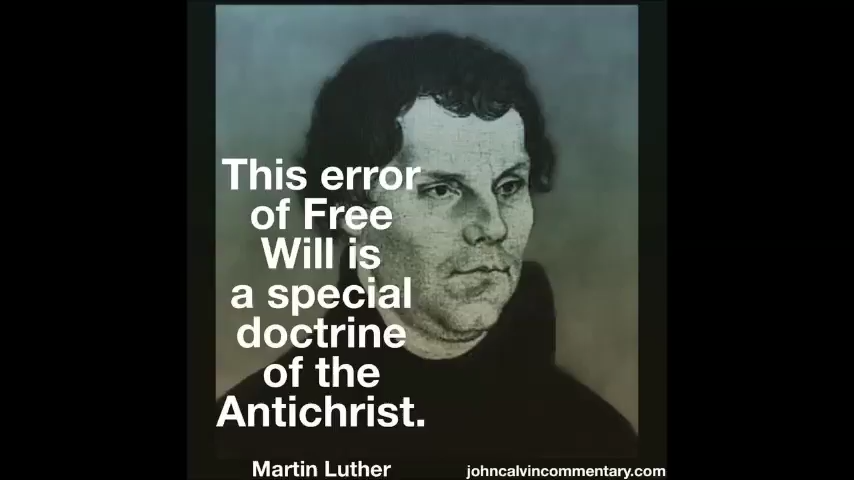 This error
of Free
Will is
a special
doctrine
of the
Antichrist.
Martin Luther
johncalvincommentary.com